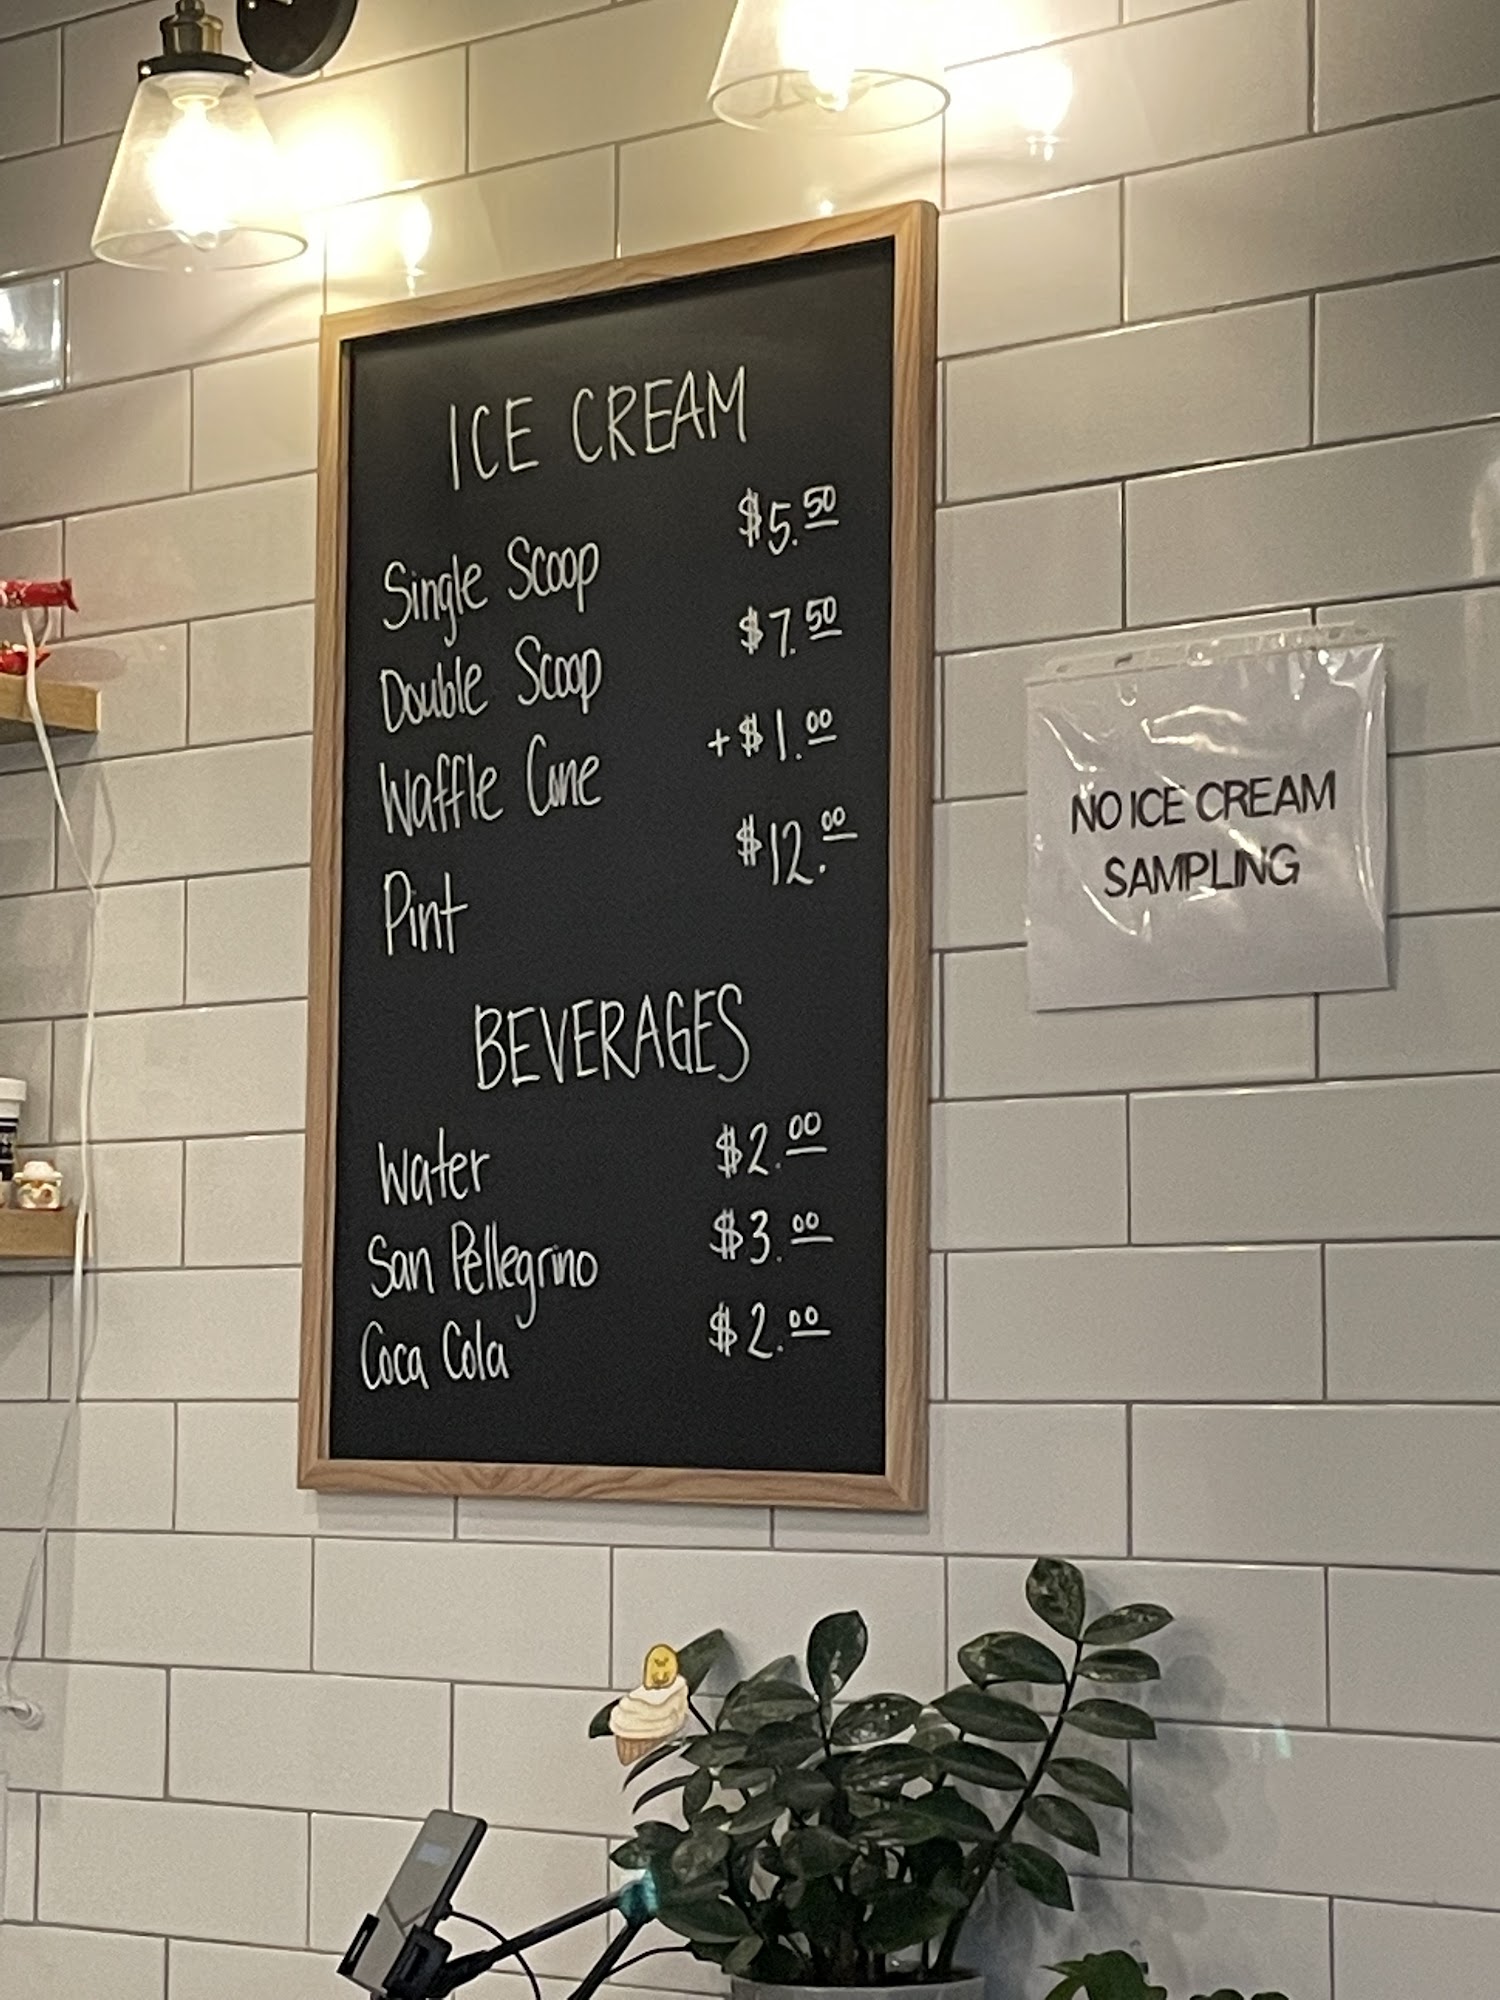 ICE CREAM
Single Scoop $5.50
Double Scoop $7.50
Waffle Cone +$1.00
Pint $12.00
BEVERAGES
Water $2.00
San Pellegrino $3.00
Coca Cola $2.00
NO ICE CREAM
SAMPLING